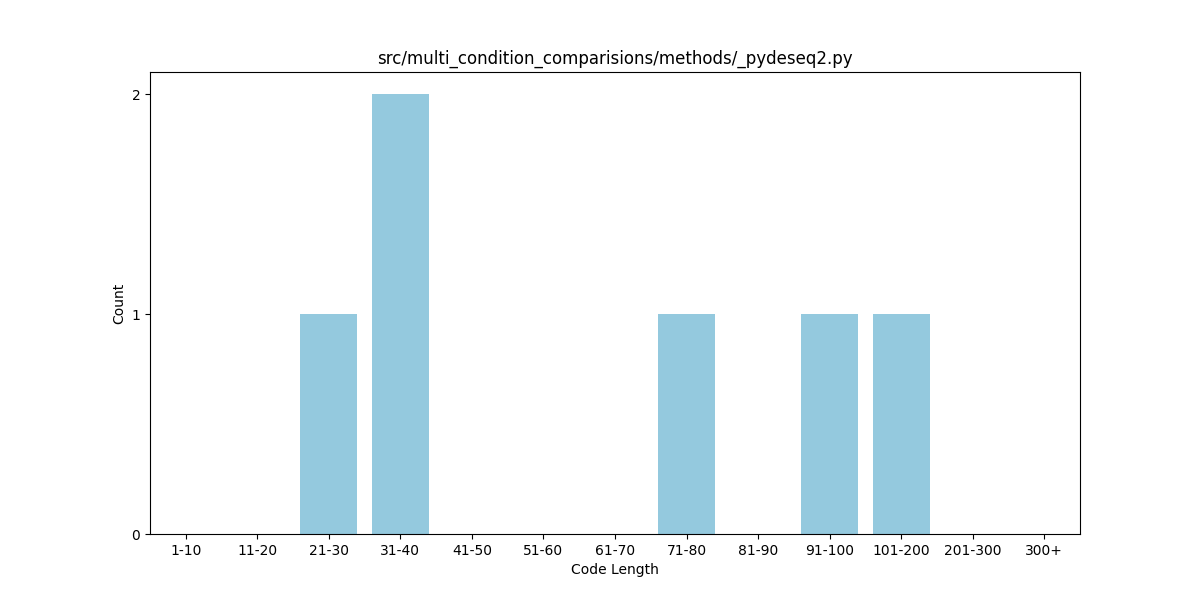 src/multi_condition_comparisions/methods/_pydeseq2.py
Count
2
1
0
1-10 11-20 21-30 31-40 41-50 51-60 61-70 71-80 81-90 91-100 101-200 201-300 300+
Code Length